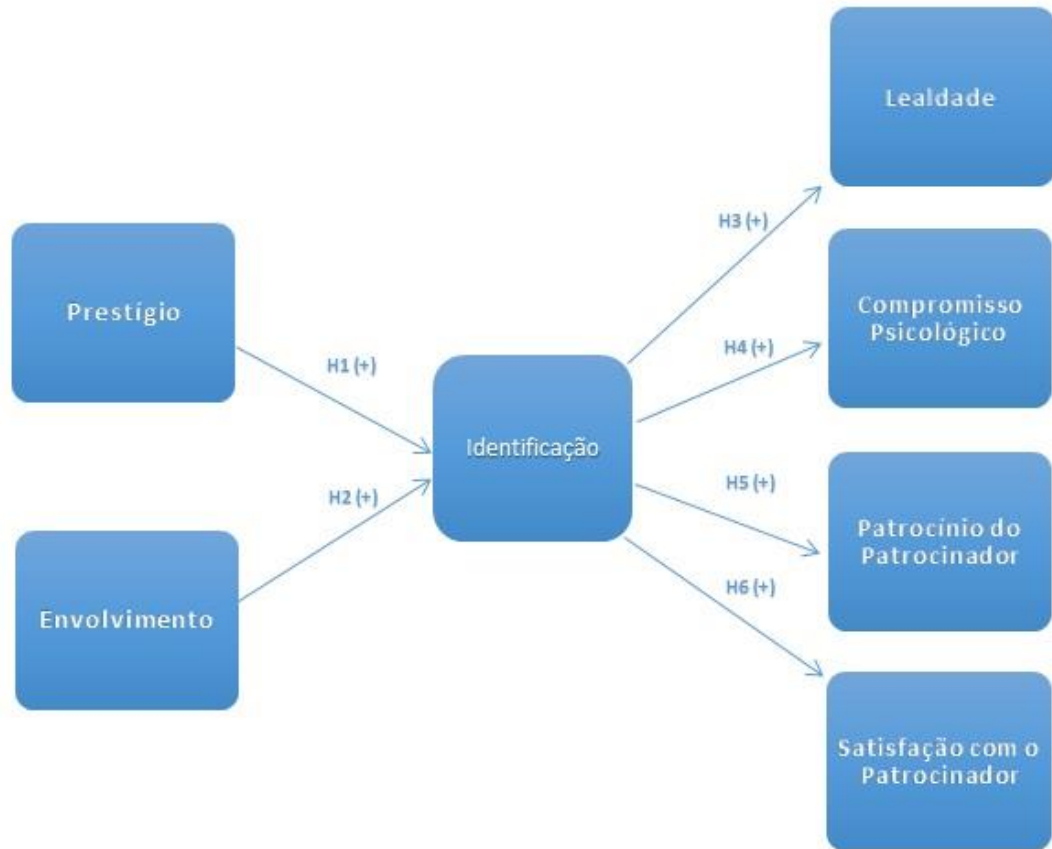 Lealdade
H3 (+)
Prestígio
Compromisso
Psicológico
H4 (+)
H1 (+)
Identificação
H2 (+)
H5 (+)
Patrocínio do
Patrocinador
Envolvimento
H6 (+)
Satisfação com o
Patrocinador